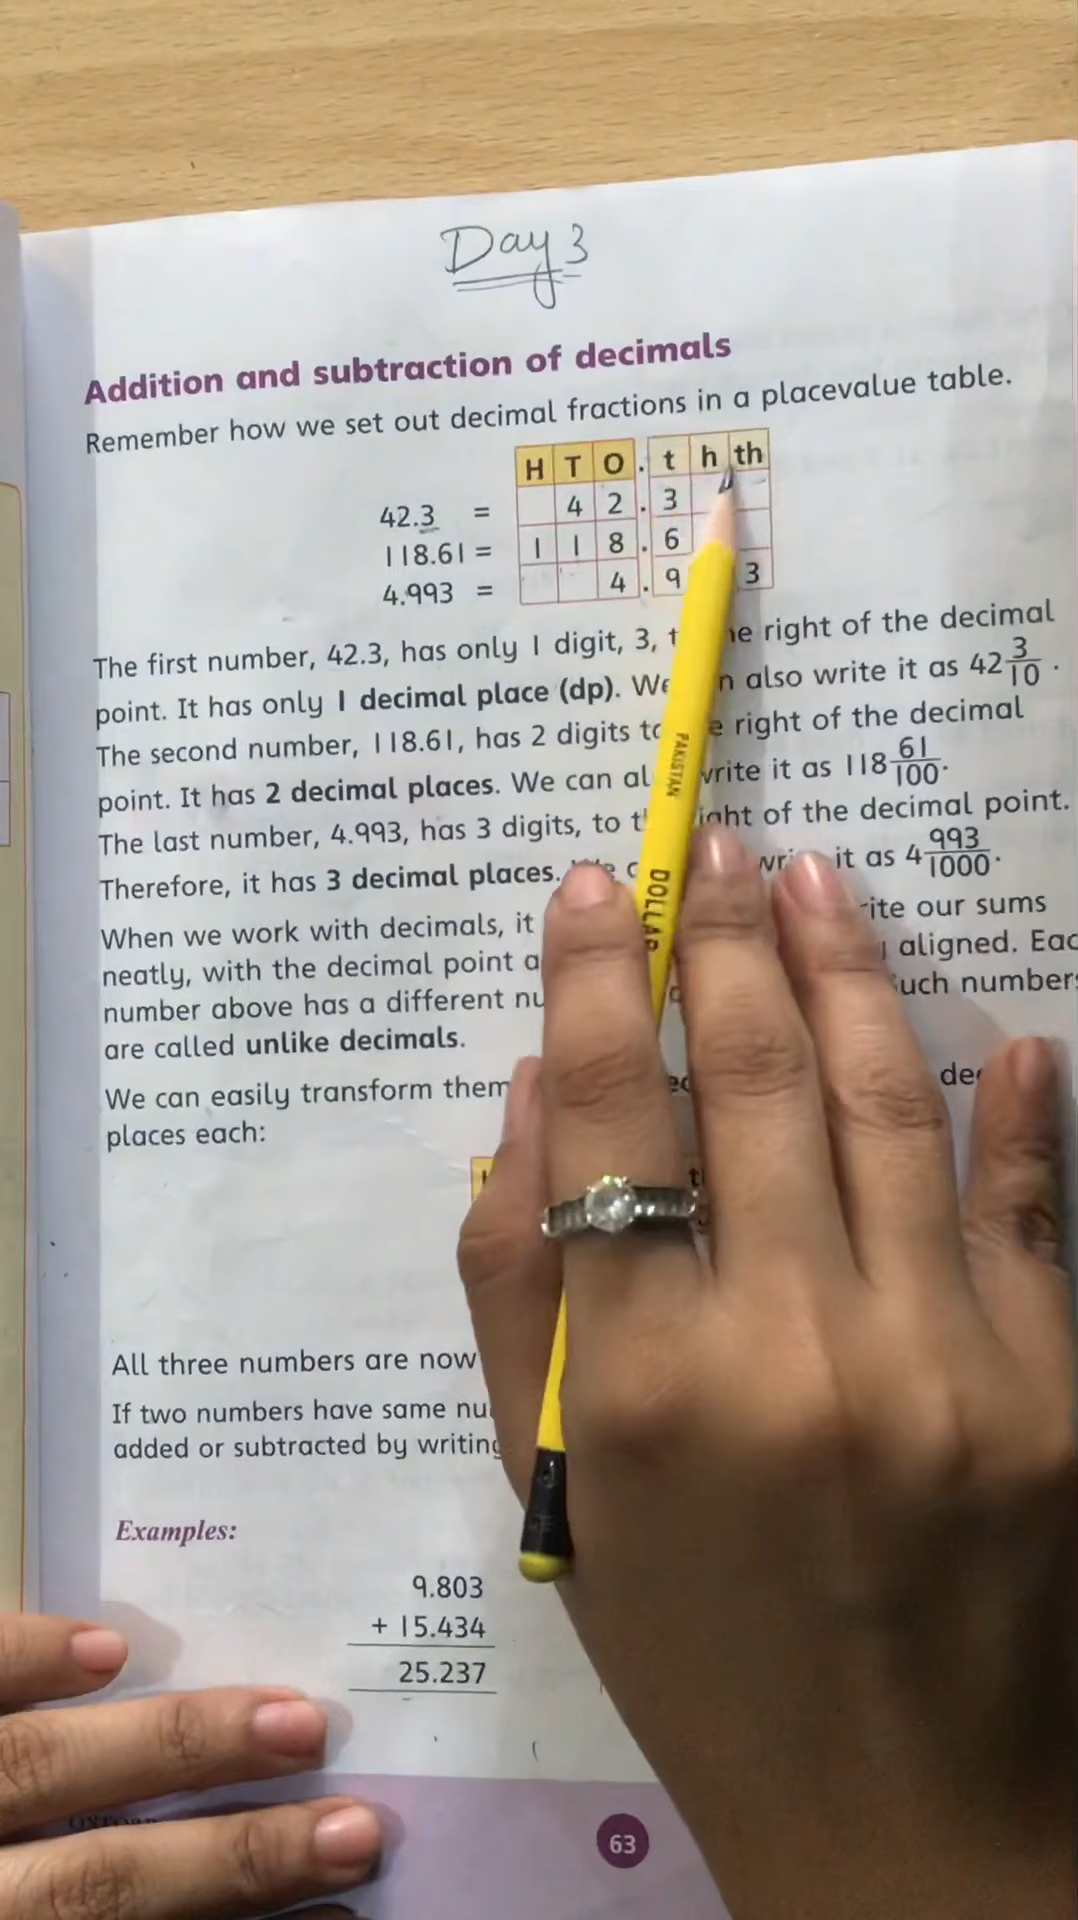 Day 3
Addition and subtraction of decimals
Remember how we set out decimal fractions in a placevalue table.
H T O . t h th
42.3 = 4 2 . 3
118.61 = 1 1 8 . 6
4.993 = 4 . 9 3
The first number, 42.3, has only 1 digit, 3, right of the decimal
point. It has only 1 decimal place (dp). also write it as 42 3/10 .
The second number, 118.61, has 2 digits right of the decimal
point. It has 2 decimal places. We can write it as 118 61/100.
The last number, 4.993, has 3 digits, to right of the decimal point.
Therefore, it has 3 decimal places. it as 4 993/1000.
When we work with decimals, it our sums
neatly, with the decimal point aligned.
number above has a different
are called unlike decimals.
We can easily transform them
places each:
All three numbers are now
If two numbers have same
added or subtracted by writing
Examples:
9.803
+ 15.434
25.237
63
PAKISTAN
DOLLAR